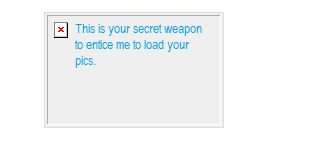 This is your secret weapon
to entice me to load your
pics.